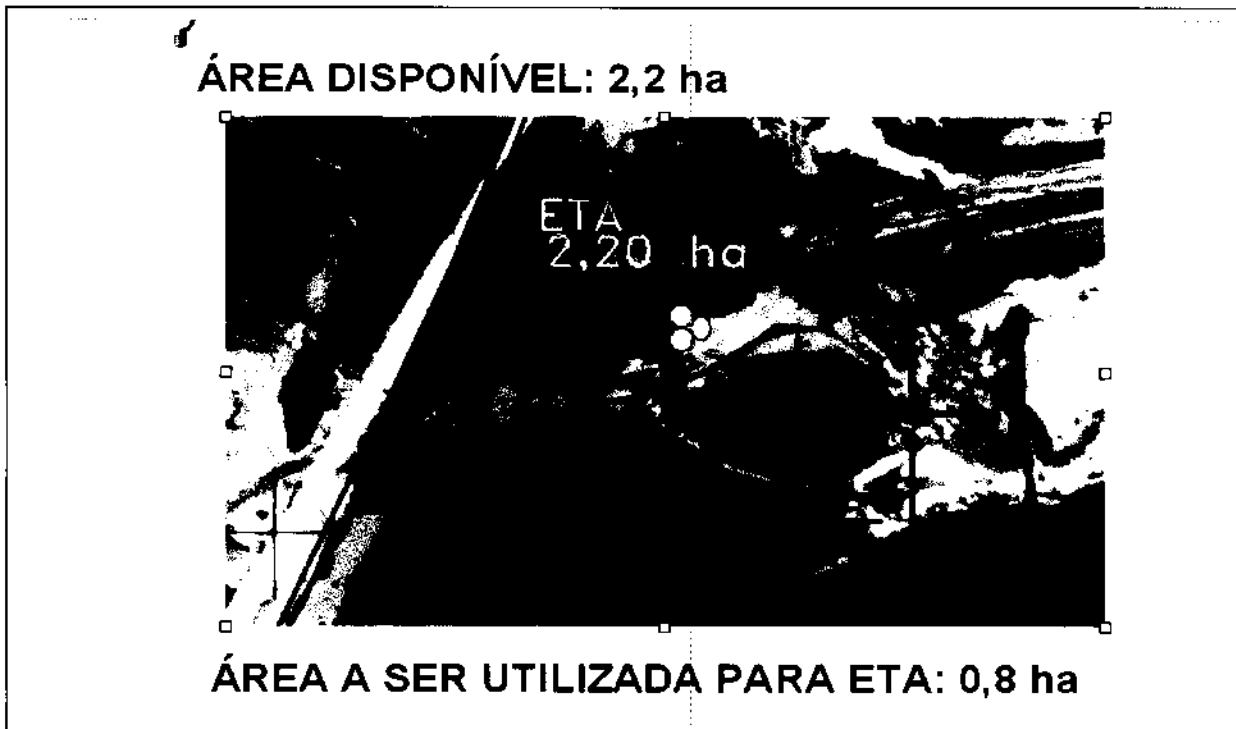 ÁREA DISPONÍVEL: 2,2 ha
ETA
2,20 ha
ÁREA A SER UTILIZADA PARA ETA: 0,8 ha